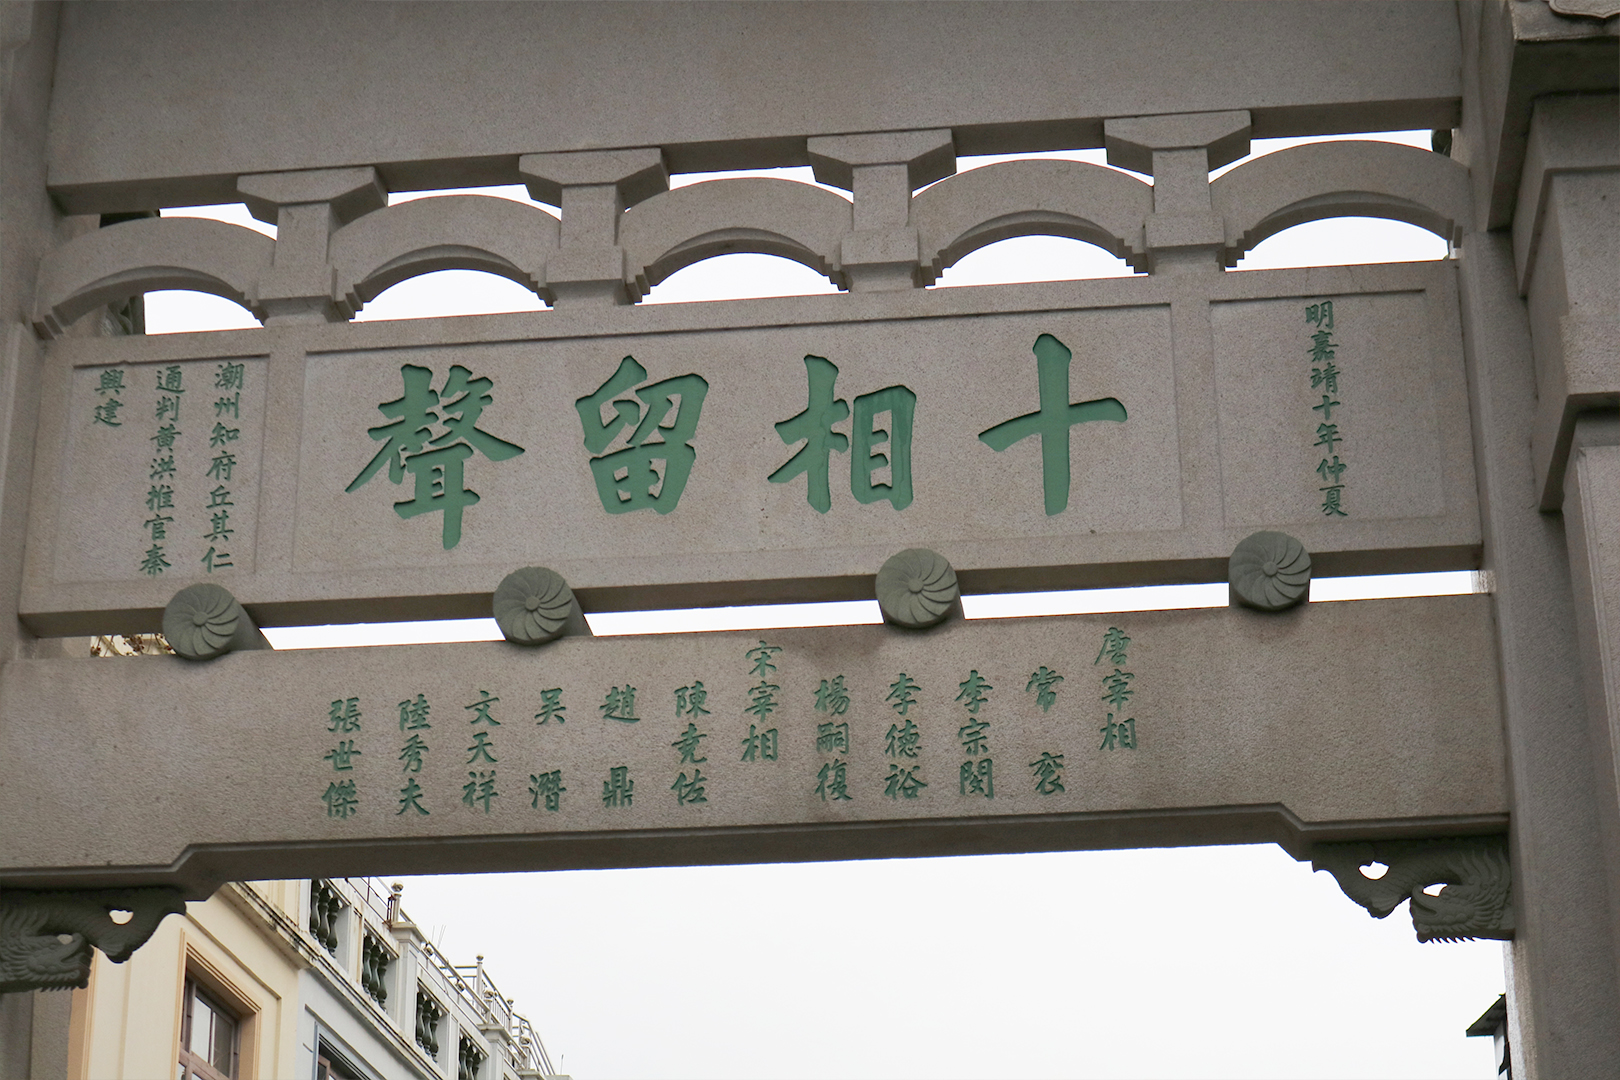 明嘉靖十年仲夏
十相留聲
潮州知府丘其仁
通判黃洪推官秦
興建
唐宰相
常袞
李宗閔
李德裕
楊嗣復
宋宰相
陳堯佐
趙鼎
吳潛
文天祥
陸秀夫
張世傑